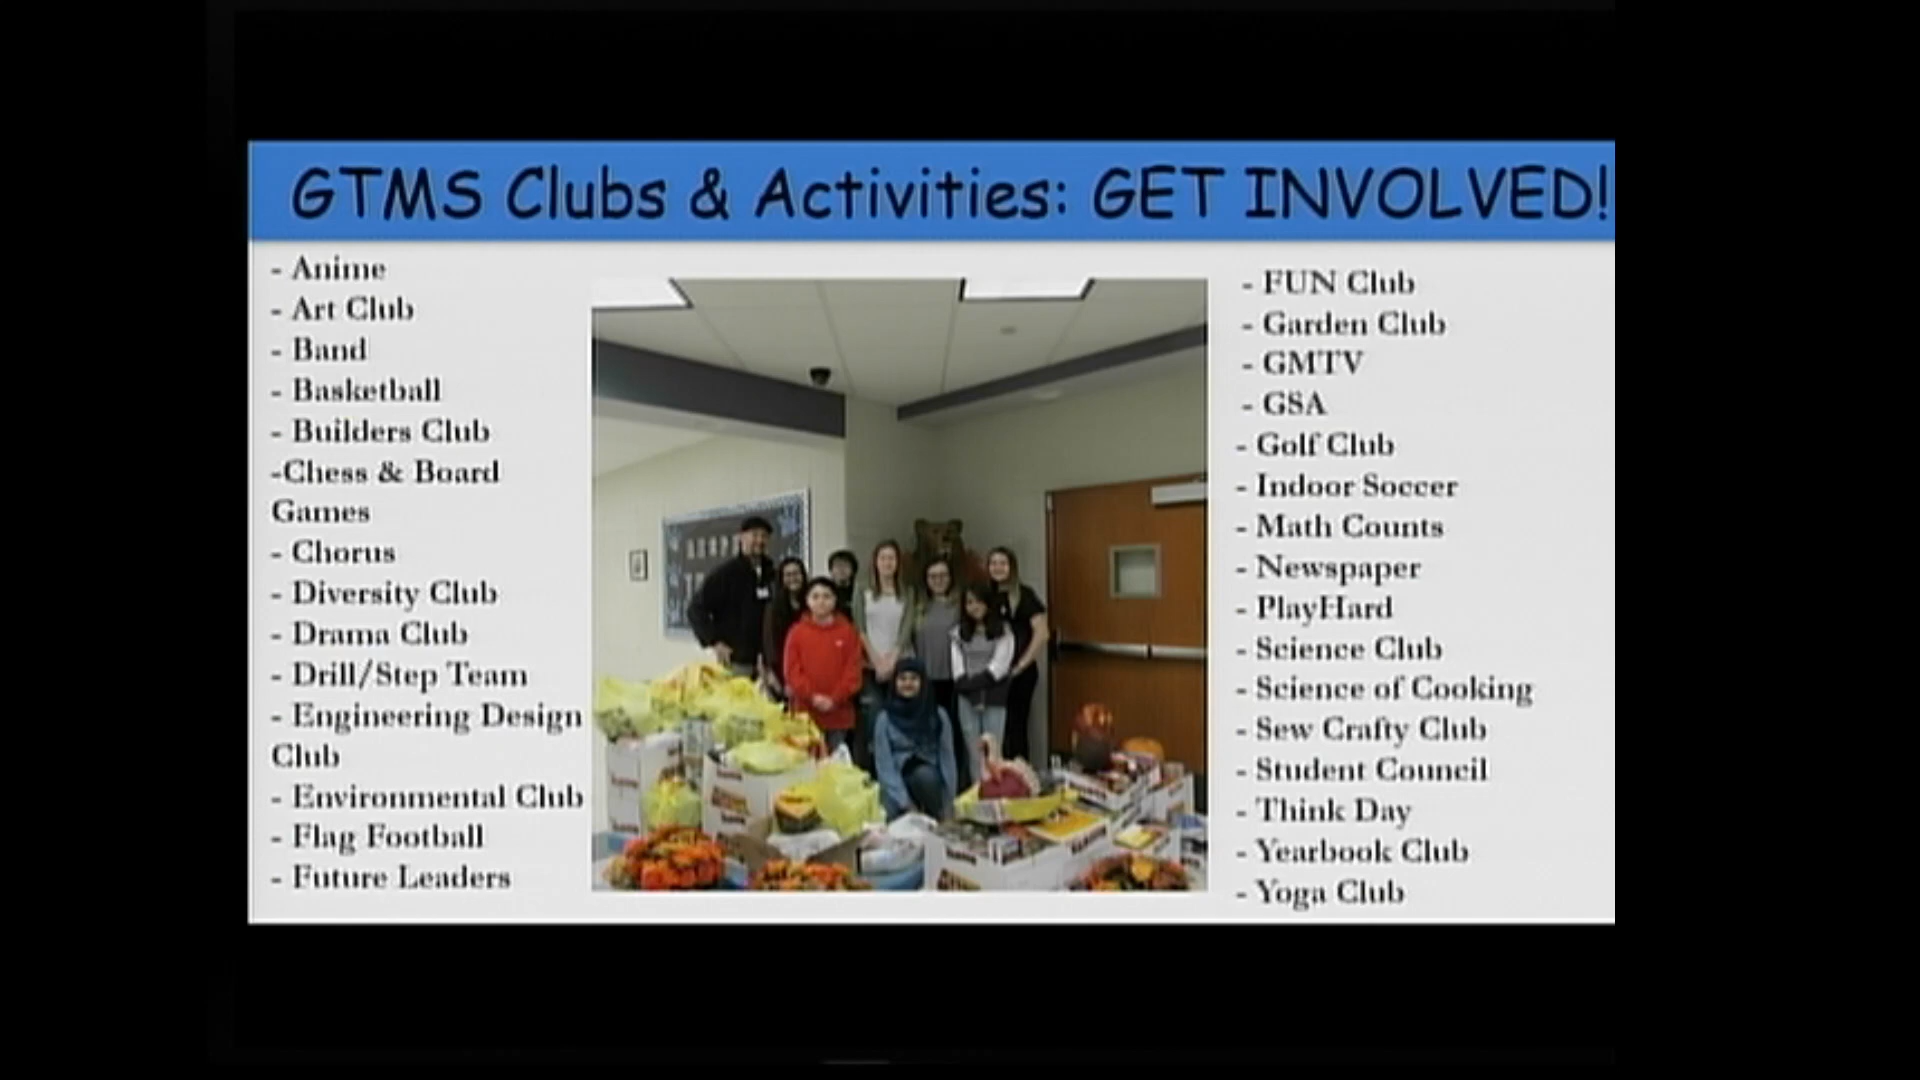 GTMS Clubs & Activities: GET INVOLVED!
- Anime
- Art Club
- Band
- Basketball
- Builders Club
-Chess & Board
Games
- Chorus
- Diversity Club
- Drama Club
- Drill/Step Team
- Engineering Design
Club
- Environmental Club
- Flag Football
- Future Leaders
- FUN Club
- Garden Club
- GMTV
- GSA
- Golf Club
- Indoor Soccer
- Math Counts
- Newspaper
- PlayHard
- Science Club
- Science of Cooking
- Sew Crafty Club
- Student Council
- Think Day
- Yearbook Club
- Yoga Club